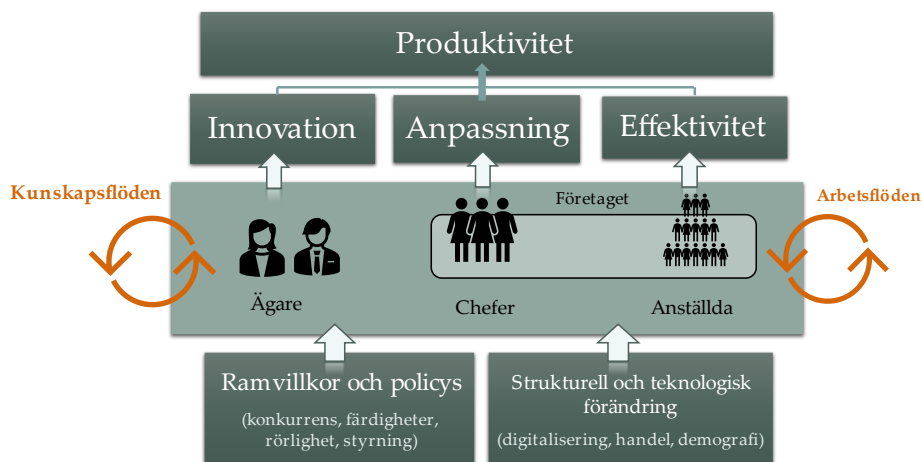 Produktivitet
Innovation
Anpassning
Effektivitet
Kunskapsflöden
Företaget
Arbetsflöden
Ägare
Chefer
Anställda
Ramvillkor och policys
(konkurrens, färdigheter,
rörlighet, styrning)
Strukturell och teknologisk
förändring
(digitalisering, handel, demografi)